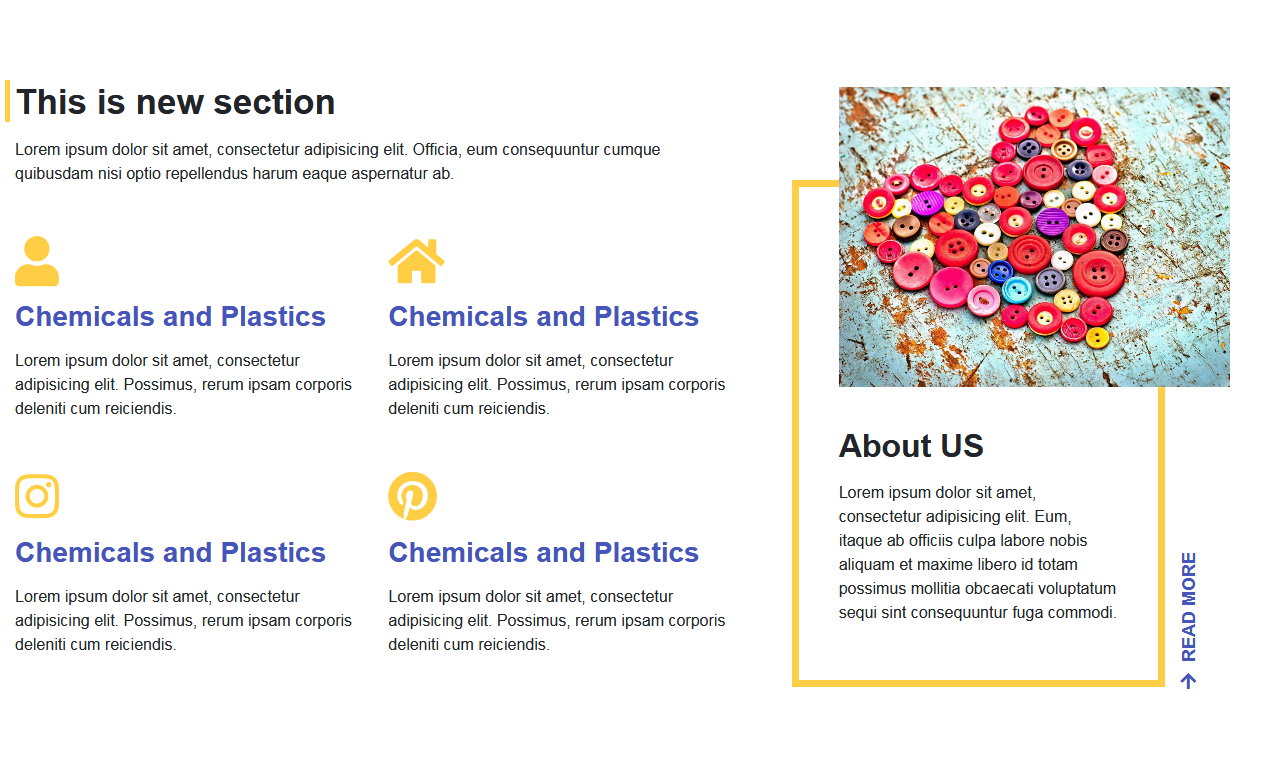 This is new section
Lorem ipsum dolor sit amet, consectetur adipisicing elit. Officia, eum consequuntur cumque
quibusdam nisi optio repellendus harum eaque aspernatur ab.
Chemicals and Plastics
Lorem ipsum dolor sit amet, consectetur
adipisicing elit. Possimus, rerum ipsam corporis
deleniti cum reiciendis.
Chemicals and Plastics
Lorem ipsum dolor sit amet, consectetur
adipisicing elit. Possimus, rerum ipsam corporis
deleniti cum reiciendis.
Chemicals and Plastics
Lorem ipsum dolor sit amet, consectetur
adipisicing elit. Possimus, rerum ipsam corporis
deleniti cum reiciendis.
Chemicals and Plastics
Lorem ipsum dolor sit amet, consectetur
adipisicing elit. Possimus, rerum ipsam corporis
deleniti cum reiciendis.
About US
Lorem ipsum dolor sit amet,
consectetur adipisicing elit. Eum,
itaque ab officiis culpa labore nobis
aliquam et maxime libero id totam
possimus mollitia obcaecati voluptatum
sequi sint consequuntur fuga commodi.
READ MORE